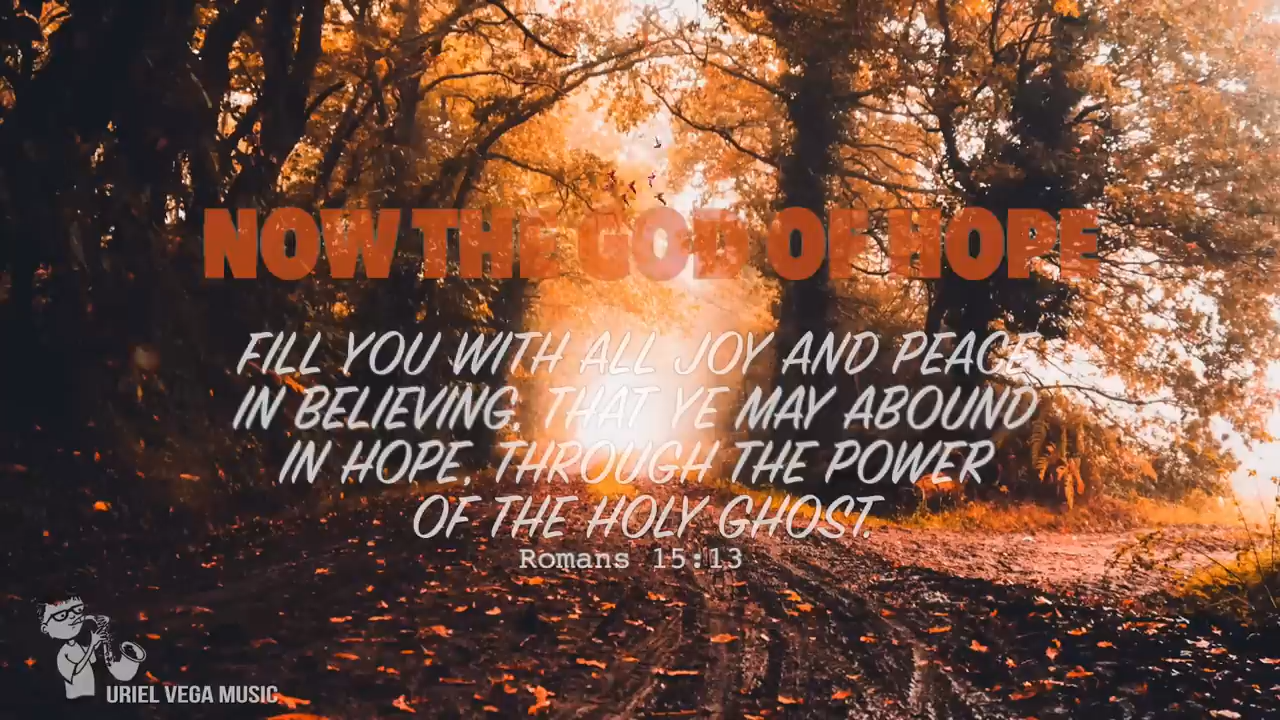 NOW THE GOD OF HOPE
FILL YOU WITH ALL JOY AND PEACE
IN BELIEVING, THAT YE MAY ABOUND
IN HOPE, THROUGH THE POWER
OF THE HOLY GHOST.
Romans 15:13
URIEL VEGA MUSIC